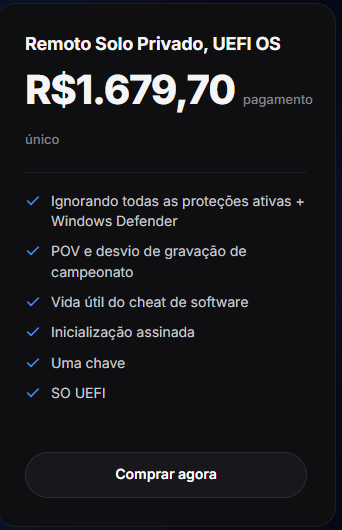 Remoto Solo Privado, UEFI OS
R$1.679,70 pagamento
único
Ignorando todas as proteções ativas +
Windows Defender
POV e desvio de gravação de
campeonato
Vida útil do cheat de software
Inicialização assinada
Uma chave
SO UEFI
Comprar agora